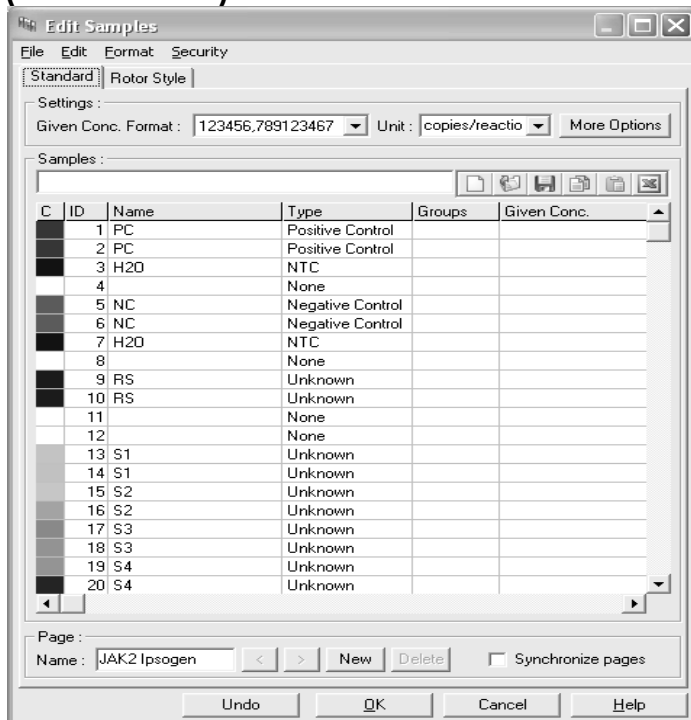 Edit Samples
File Edit Format Security
Standard Rotor Style
Settings :
Given Conc. Format : 123456,789123467 Unit : copies/reactio More Options
Samples :
C ID Name Type Groups Given Conc.
1 PC Positive Control
2 PC Positive Control
3 H2O NTC
4 None
5 NC Negative Control
6 NC Negative Control
7 H2O NTC
8 None
9 RS Unknown
10 RS Unknown
11 None
12 None
13 S1 Unknown
14 S1 Unknown
15 S2 Unknown
16 S2 Unknown
17 S3 Unknown
18 S3 Unknown
19 S4 Unknown
20 S4 Unknown
Page :
Name : JAK2 Ipsogen < > New Delete Synchronize pages
Undo OK Cancel Help